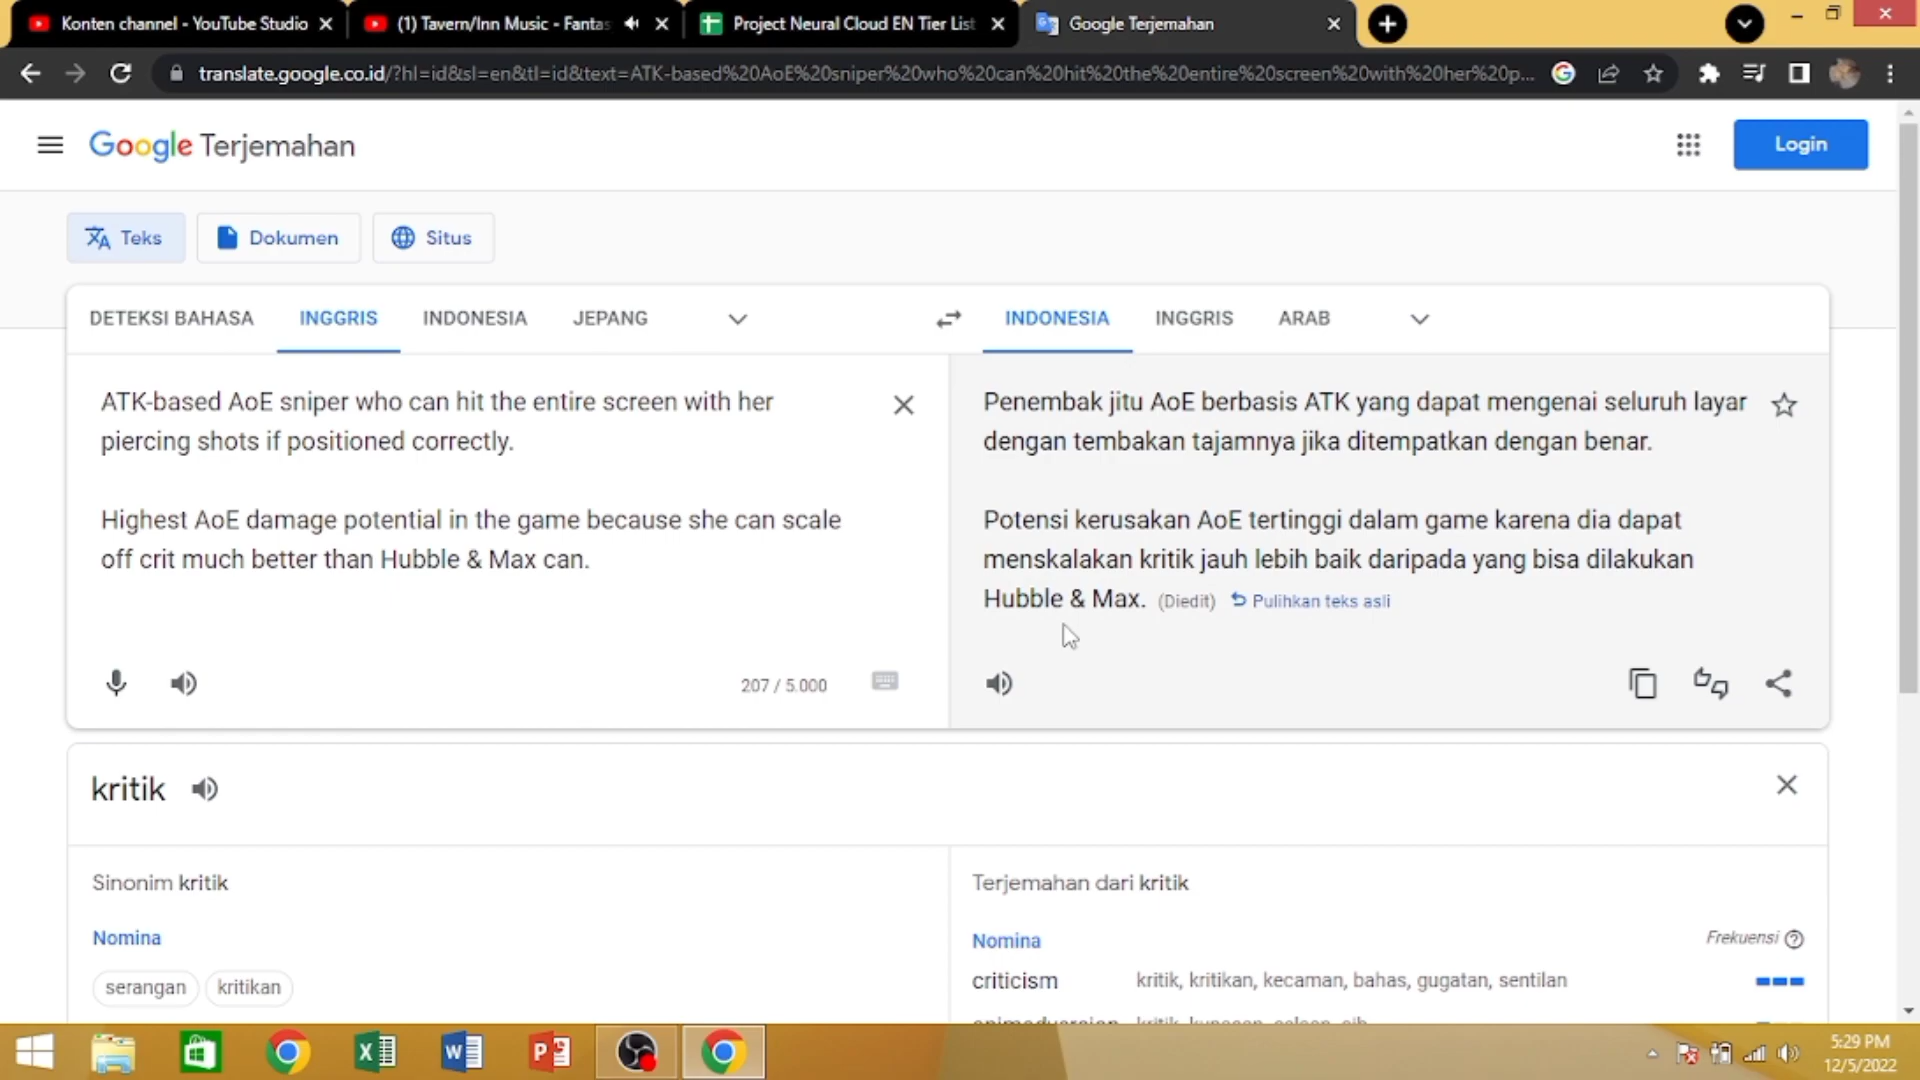 Konten channel - YouTube Studio
(1) Tavern/Inn Music - Fantas
Project Neural Cloud EN Tier List
Google Terjemahan
translate.google.co.id/?hl=id&sl=en&tl=id&text=ATK-based%20AoE%20sniper%20who%20can%20hit%20the%20entire%20screen%20with%20her%20p...
Google Terjemahan
Login
Teks
Dokumen
Situs
DETEKSI BAHASA
INGGRIS
INDONESIA
JEPANG
INDONESIA
INGGRIS
ARAB
ATK-based AoE sniper who can hit the entire screen with her
piercing shots if positioned correctly.
Highest AoE damage potential in the game because she can scale
off crit much better than Hubble & Max can.
207 / 5.000
Penembak jitu AoE berbasis ATK yang dapat mengenai seluruh layar
dengan tembakan tajamnya jika ditempatkan dengan benar.
Potensi kerusakan AoE tertinggi dalam game karena dia dapat
menskalakan kritik jauh lebih baik daripada yang bisa dilakukan
Hubble & Max. (Diedit) Pulihkan teks asli
kritik
Sinonim kritik
Nomina
serangan
kritikan
Terjemahan dari kritik
Nomina
Frekuensi
criticism
kritik, kritikan, kecaman, bahas, gugatan, sentilan
5:29 PM
12/5/2022